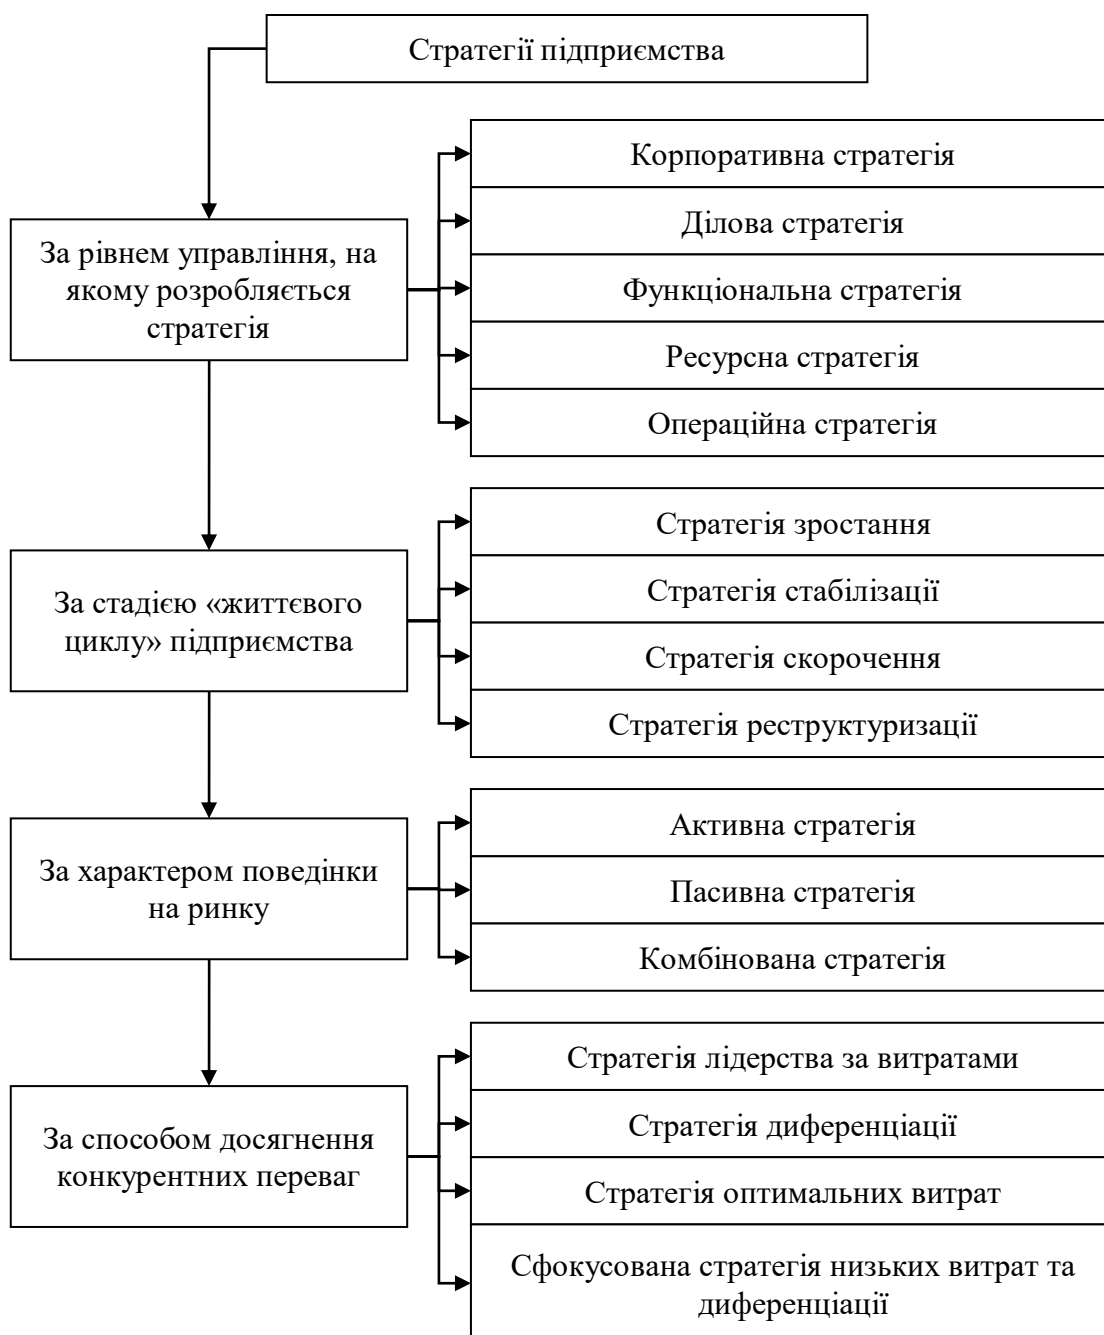 Стратегії підприємства
За рівнем управління, на
якому розробляється
стратегія
Корпоративна стратегія
Ділова стратегія
Функціональна стратегія
Ресурсна стратегія
Операційна стратегія
За стадією «життєвого
циклу» підприємства
Стратегія зростання
Стратегія стабілізації
Стратегія скорочення
Стратегія реструктуризації
За характером поведінки
на ринку
Активна стратегія
Пасивна стратегія
Комбінована стратегія
За способом досягнення
конкурентних переваг
Стратегія лідерства за витратами
Стратегія диференціації
Стратегія оптимальних витрат
Сфокусована стратегія низьких витрат та
диференціації